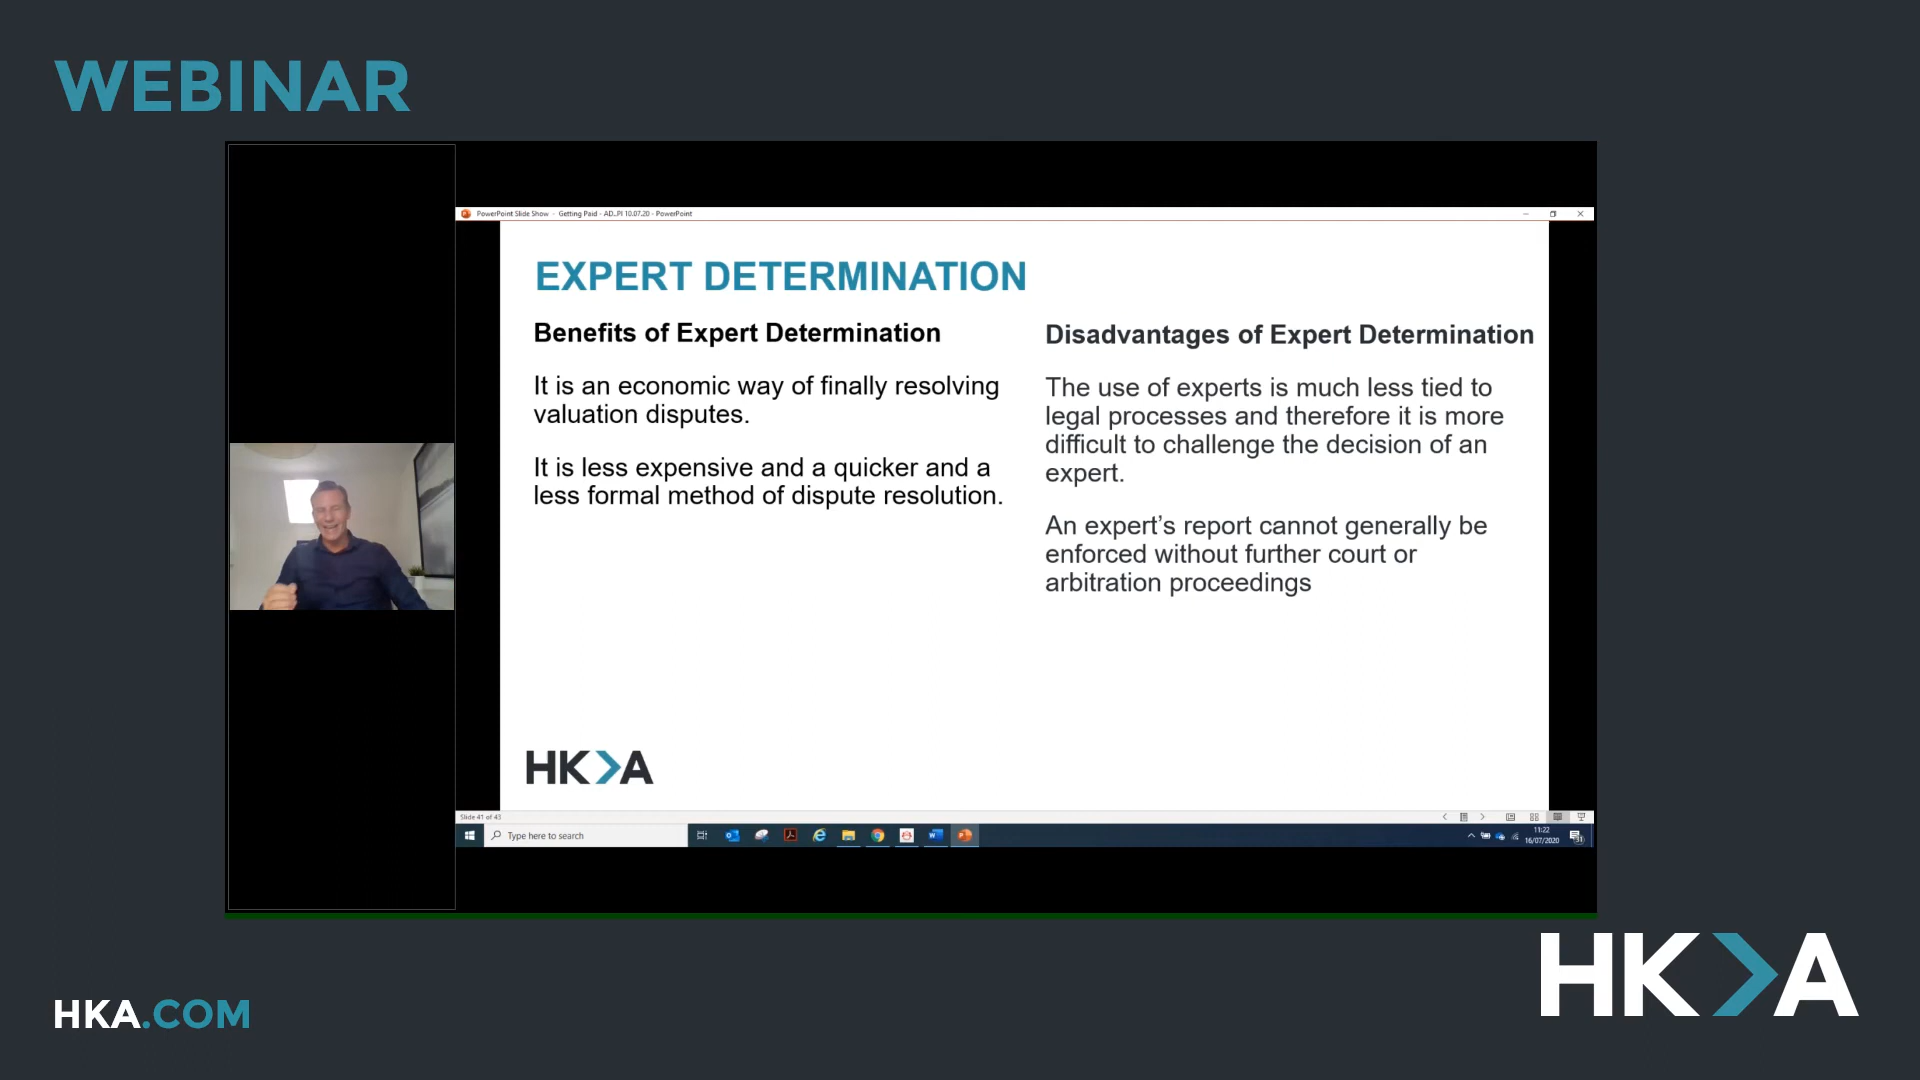 WEBINAR
PowerPoint Slide Show - Getting Paid - AD_PI 10.07.20 - PowerPoint
EXPERT DETERMINATION
Benefits of Expert Determination
It is an economic way of finally resolving
valuation disputes.
It is less expensive and a quicker and a
less formal method of dispute resolution.
Disadvantages of Expert Determination
The use of experts is much less tied to
legal processes and therefore it is more
difficult to challenge the decision of an
expert.
An expert’s report cannot generally be
enforced without further court or
arbitration proceedings
HKA
Slide 41 of 43
Type here to search
11:22
16/07/2020
HKA.COM
HKA